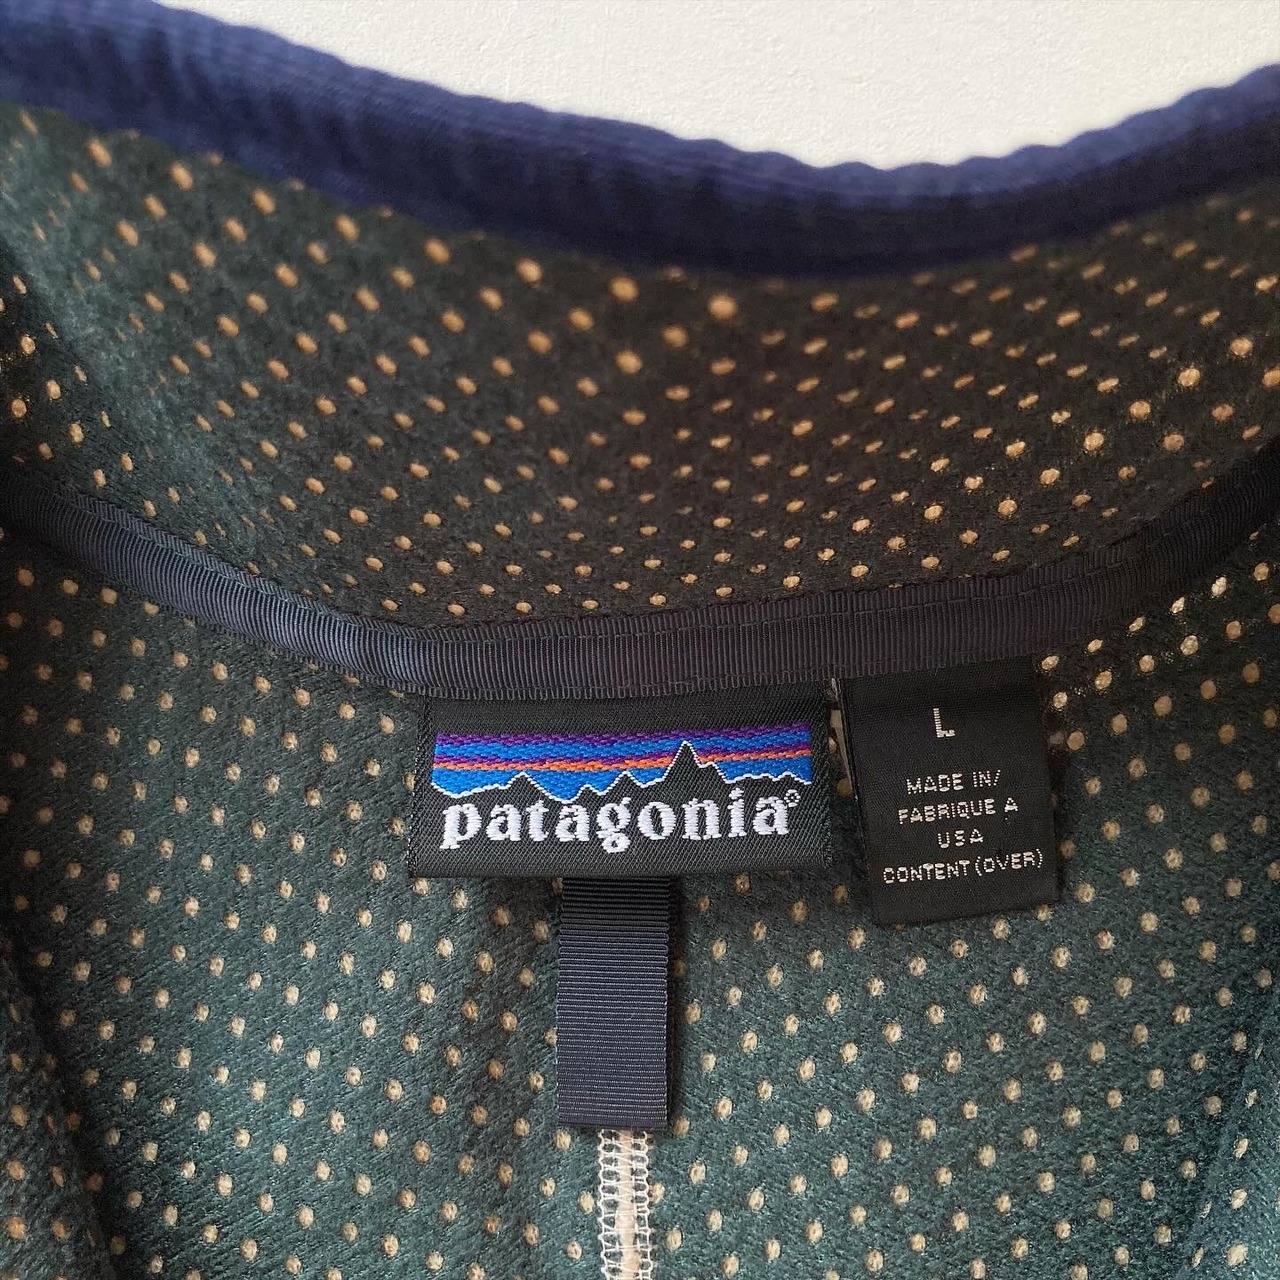 patagonia®
L
MADE IN/
FABRIQUE A
USA
CONTENT (OVER)